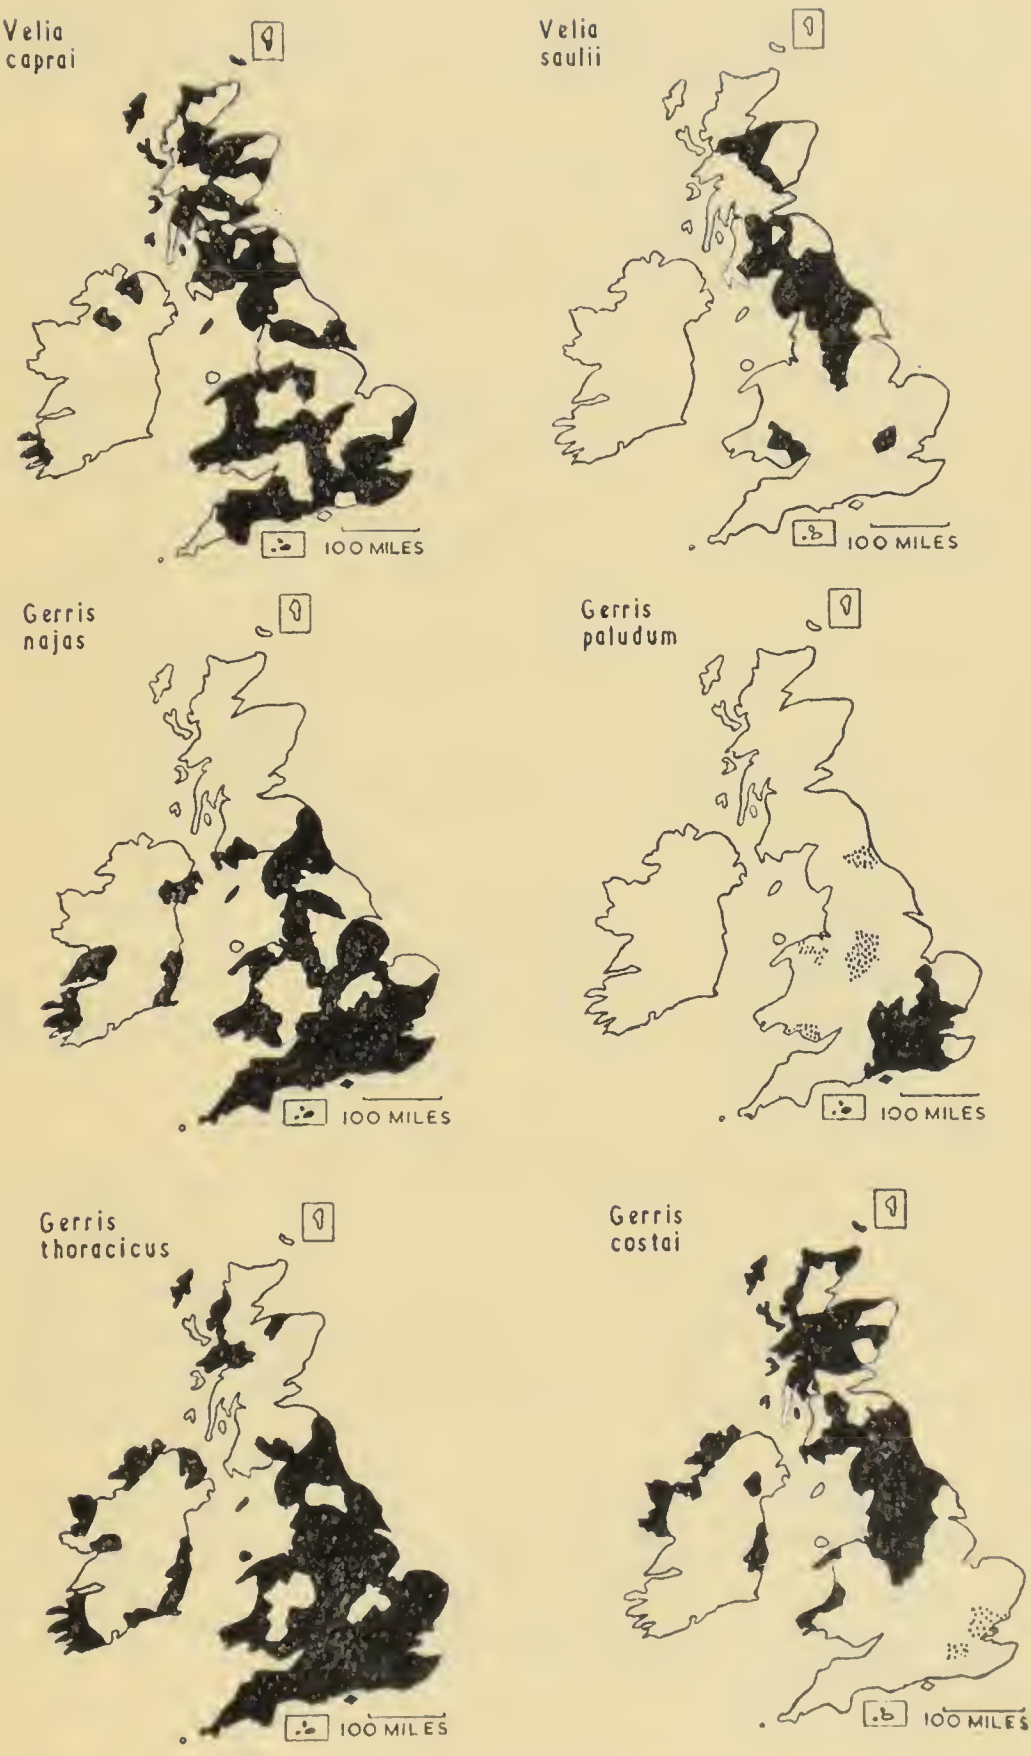 Velia
caprai
100 MILES
Velia
saulii
100 MILES
Gerris
najas
100 MILES
Gerris
paludum
100 MILES
Gerris
thoracicus
100 MILES
Gerris
costai
100 MILES